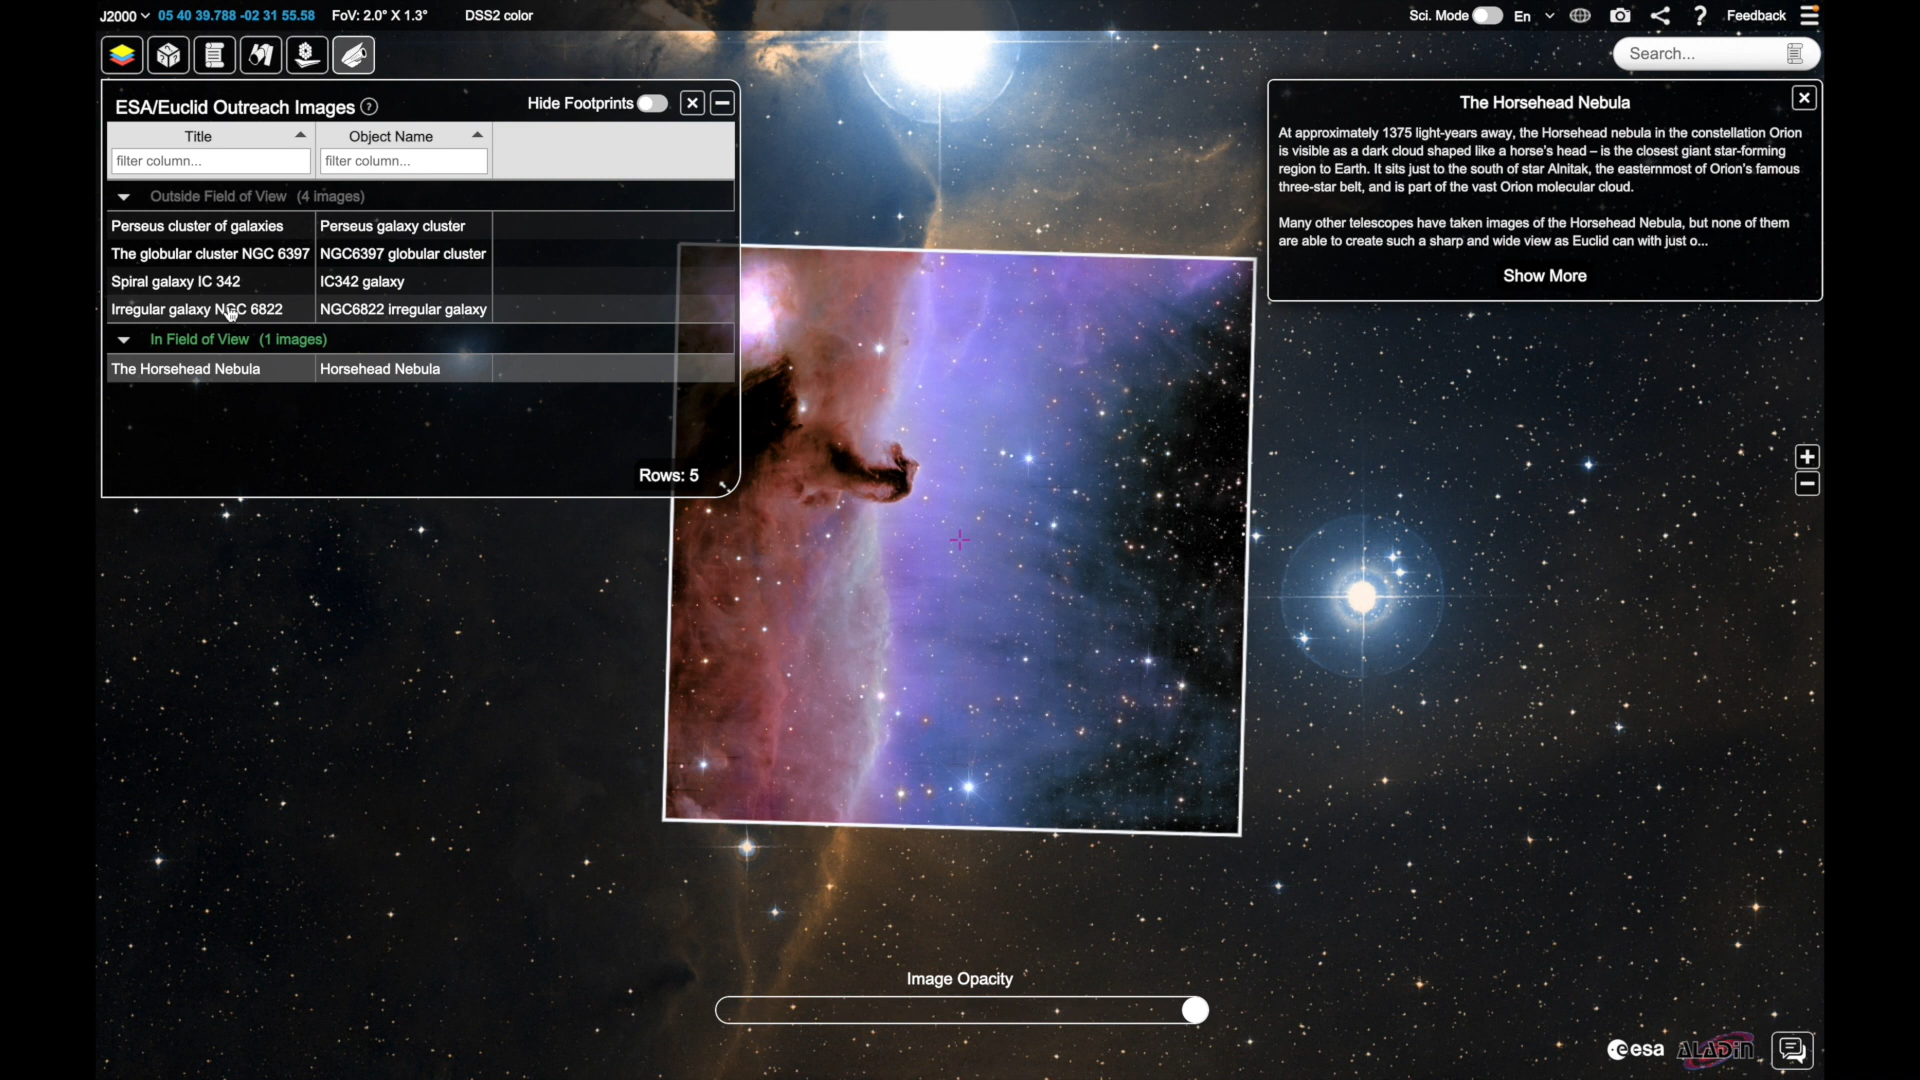 J2000 05 40 39.788 -02 31 55.58 FoV: 2.0° X 1.3° DSS2 color
Sci. Mode En ? Feedback
Search...
ESA/Euclid Outreach Images ? Hide Footprints
Title Object Name
filter column... filter column...
Outside Field of View (4 images)
Perseus cluster of galaxies Perseus galaxy cluster
The globular cluster NGC 6397 NGC6397 globular cluster
Spiral galaxy IC 342 IC342 galaxy
Irregular galaxy NGC 6822 NGC6822 irregular galaxy
In Field of View (1 images)
The Horsehead Nebula Horsehead Nebula
Rows: 5
The Horsehead Nebula
At approximately 1375 light-years away, the Horsehead nebula in the constellation Orion
is visible as a dark cloud shaped like a horse's head – is the closest giant star-forming
region to Earth. It sits just to the south of star Alnitak, the easternmost of Orion's famous
three-star belt, and is part of the vast Orion molecular cloud.
Many other telescopes have taken images of the Horsehead Nebula, but none of them
are able to create such a sharp and wide view as Euclid can with just o...
Show More
Image Opacity
esa ALADIN